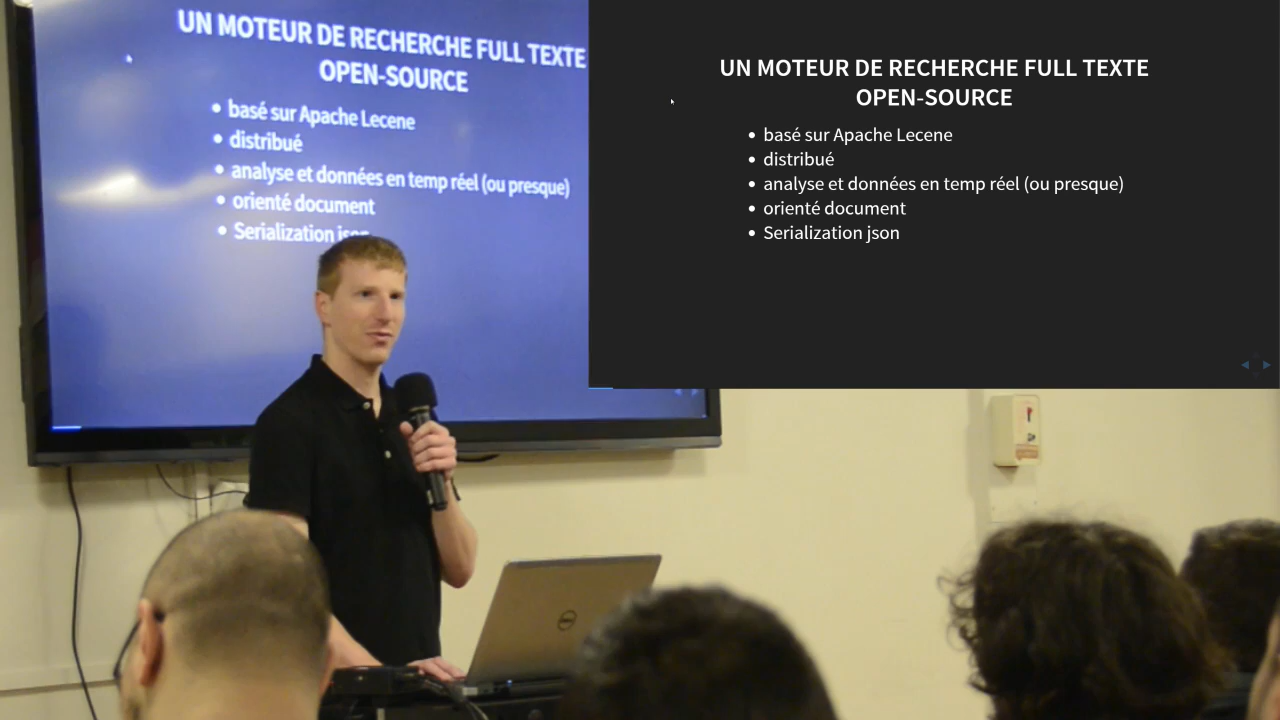 UN MOTEUR DE RECHERCHE FULL TEXTE
OPEN-SOURCE
basé sur Apache Lecene
distribué
analyse et données en temp réel (ou presque)
orienté document
Serialization json
UN MOTEUR DE RECHERCHE FULL TEXTE
OPEN-SOURCE
basé sur Apache Lecene
distribué
analyse et données en temp réel (ou presque)
orienté document
Serialization json
DELL